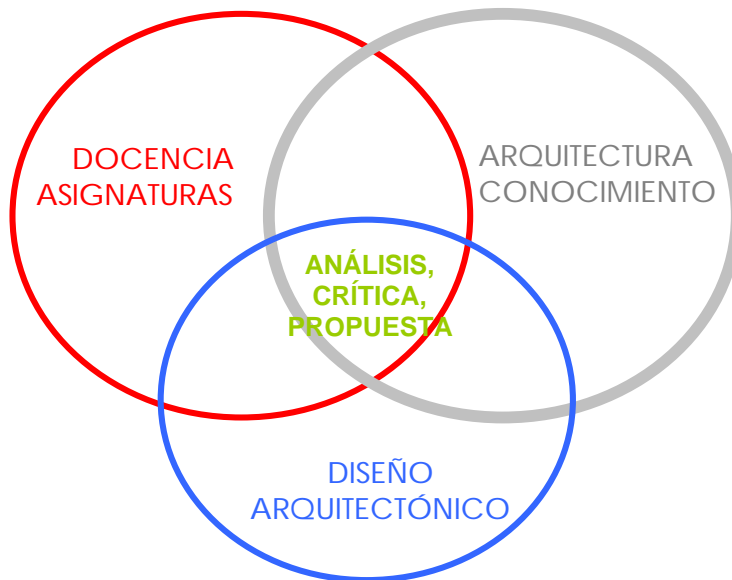 DOCENCIA
ASIGNATURAS
ARQUITECTURA
CONOCIMIENTO
ANÁLISIS,
CRÍTICA,
PROPUESTA
DISEÑO
ARQUITECTÓNICO